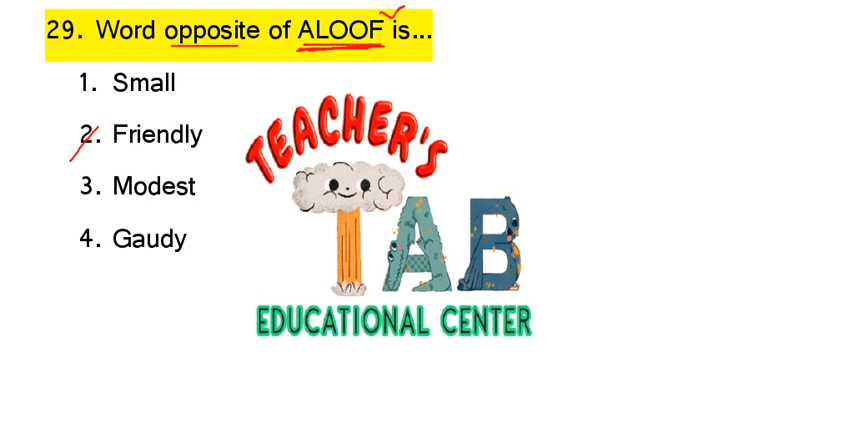 29. Word opposite of ALOOF is...
1. Small
2. Friendly
3. Modest
4. Gaudy
TEACHER'S
TAB
EDUCATIONAL CENTER